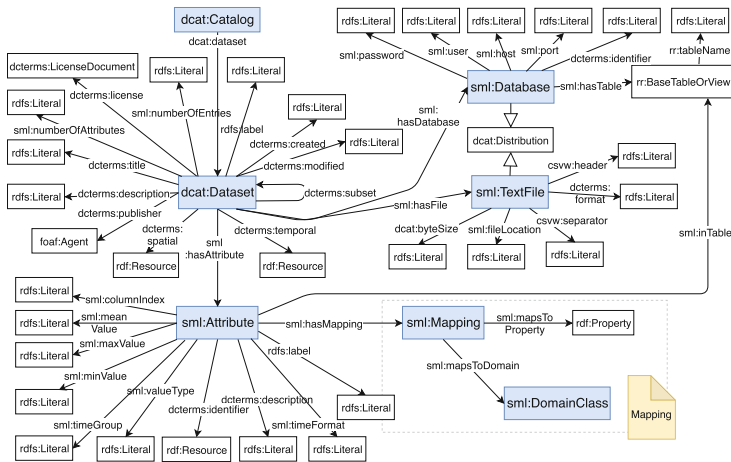 dcat:Catalog
dcat:dataset
rdfs:Literal
rdfs:Literal
rdfs:Literal
rdfs:Literal
rdfs:Literal
rdfs:Literal
sml:password
sml:user
sml:host
sml:port
dcterms:identifier
rr:tableName
dcterms:LicenseDocument
rdfs:Literal
rdfs:Literal
dcterms:license
sml:numberOfEntries
rdfs:label
sml:Database
sml:hasTable
rr:BaseTableOrView
rdfs:Literal
sml:numberOfAttributes
rdfs:Literal
dcterms:created
sml:
hasDatabase
rdfs:Literal
dcterms:title
rdfs:Literal
dcterms:modified
dcat:Distribution
csvw:header
rdfs:Literal
rdfs:Literal
dcterms:description
dcat:Dataset
dcterms:subset
sml:TextFile
dcterms:
format
rdfs:Literal
dcterms:publisher
sml:hasFile
foaf:Agent
dcterms:
spatial
dcterms:temporal
dcat:byteSize
sml:fileLocation
csvw:separator
sml
:hasAttribute
sml:inTable
rdf:Resource
rdf:Resource
rdfs:Literal
rdfs:Literal
rdfs:Literal
rdfs:Literal
sml:columnIndex
rdfs:Literal
sml:mean
Value
sml:Attribute
sml:hasMapping
sml:Mapping
sml:mapsTo
Property
rdf:Property
rdfs:Literal
sml:maxValue
rdfs:label
sml:mapsToDomain
rdfs:Literal
sml:minValue
sml:valueType
dcterms:identifier
dcterms:description
rdfs:Literal
sml:DomainClass
Mapping
sml:timeGroup
sml:timeFormat
rdfs:Literal
rdfs:Literal
rdf:Resource
rdfs:Literal
rdfs:Literal